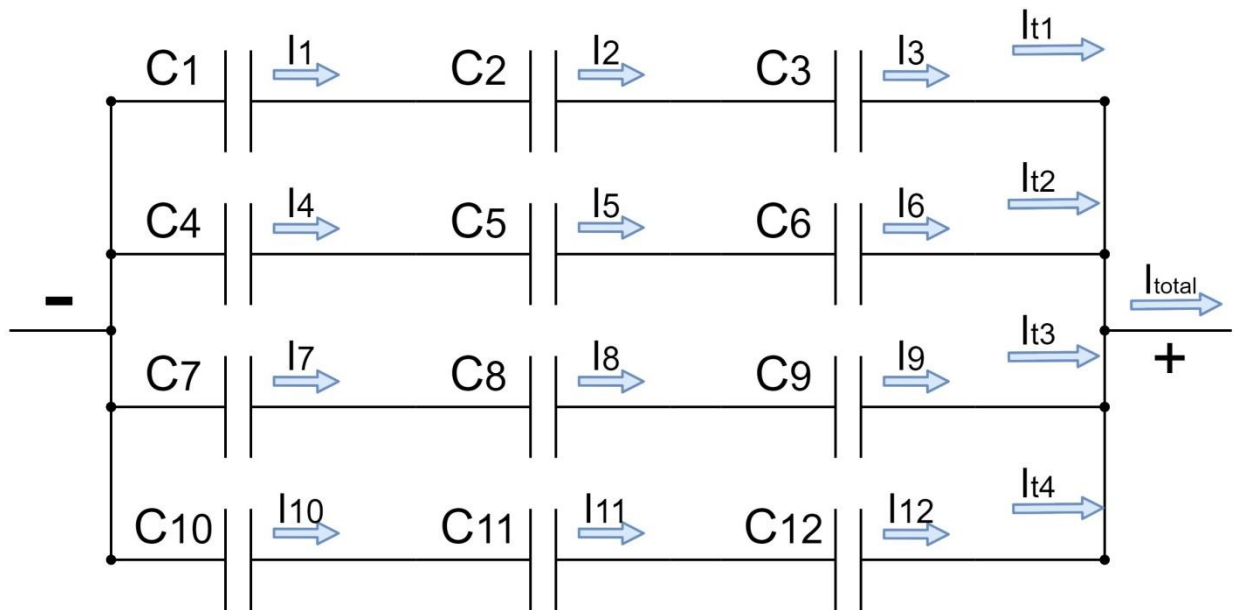 C1 I1 C2 I2 C3 I3 It1
C4 I4 C5 I5 C6 I6 It2
- Itotal
C7 I7 C8 I8 C9 I9 It3
+
C10 I10 C11 I11 C12 I12 It4